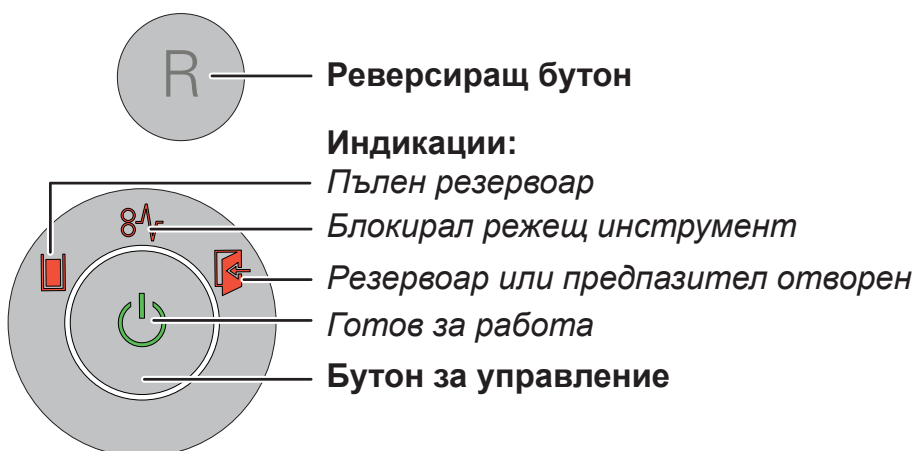 R
Реверсиращ бутон
Индикации:
Пълен резервоар
Блокирал режещ инструмент
Резервоар или предпазител отворен
Готов за работа
Бутон за управление